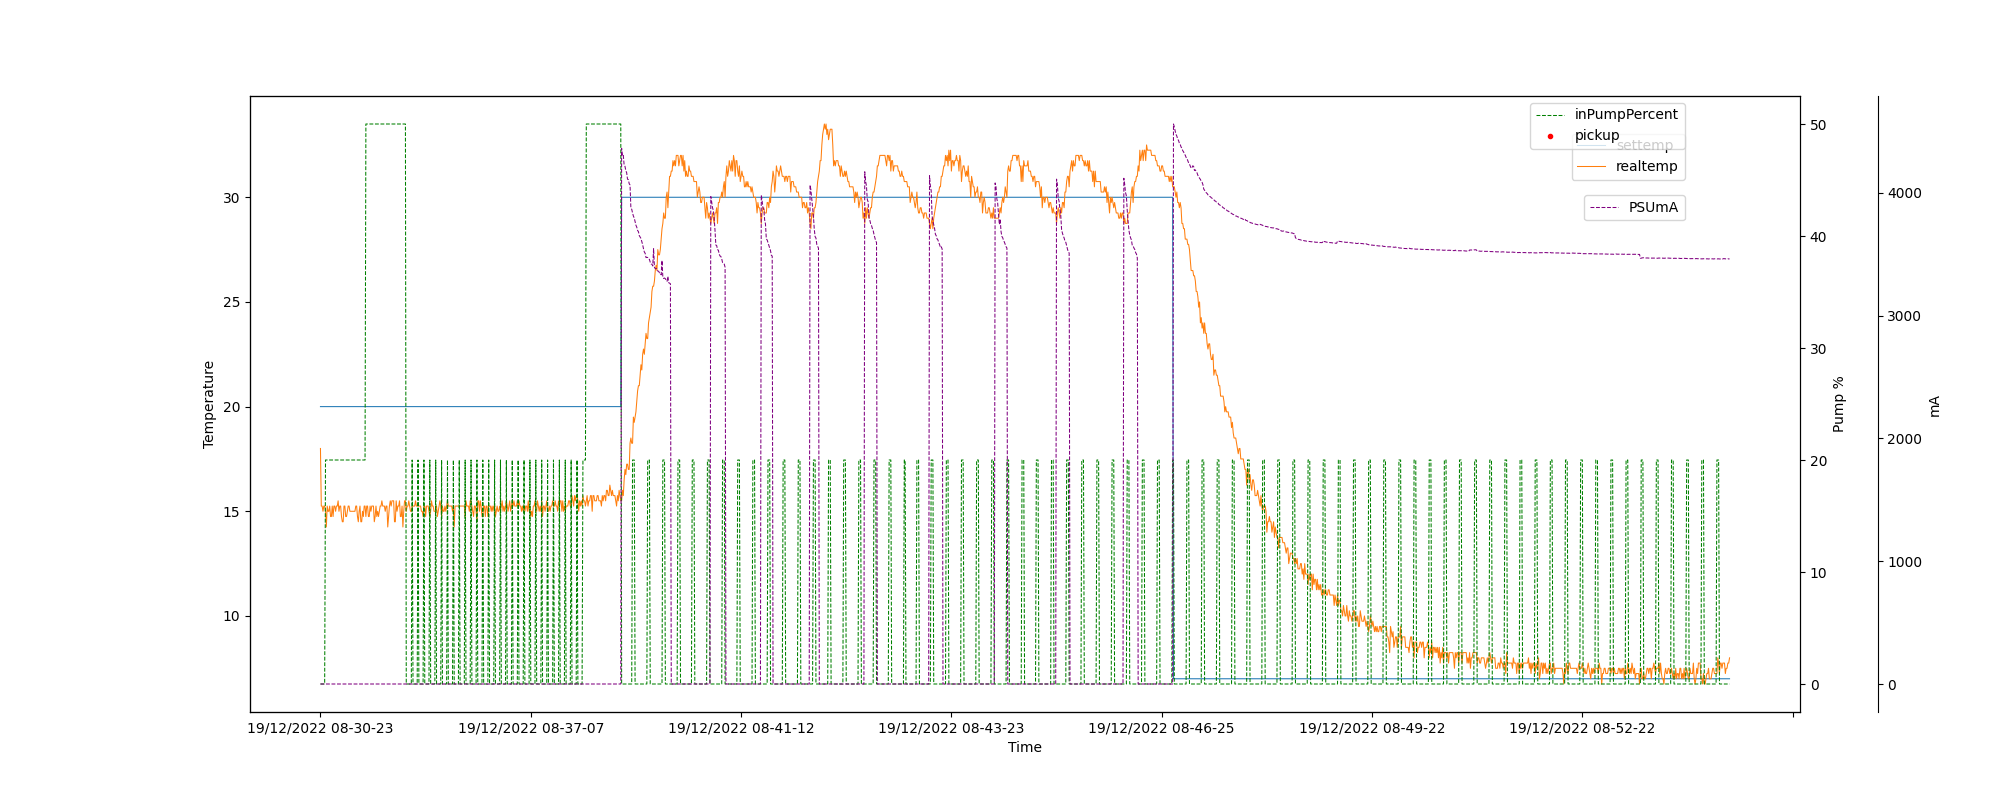 inPumpPercent
pickup
settemp
realtemp
PSUmA
30
25
20
15
10
Temperature
50
40
30
20
10
0
Pump %
4000
3000
2000
1000
0
mA
19/12/2022 08-30-23
19/12/2022 08-37-07
19/12/2022 08-41-12
19/12/2022 08-43-23
19/12/2022 08-46-25
19/12/2022 08-49-22
19/12/2022 08-52-22
Time